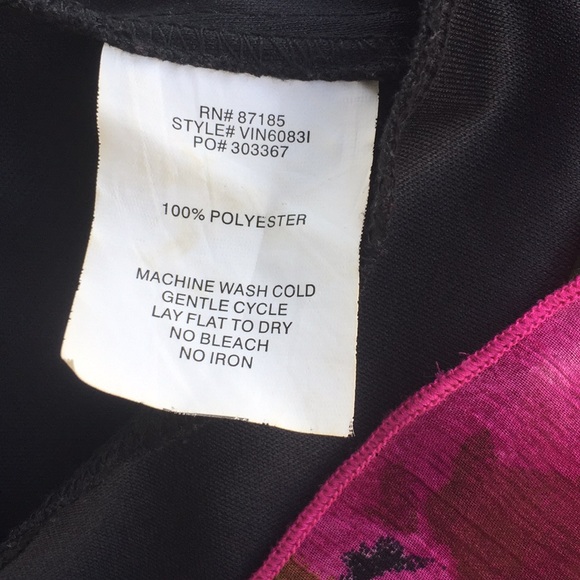 RN# 87185
STYLE# VIN6083I
PO# 303367
100% POLYESTER
MACHINE WASH COLD
GENTLE CYCLE
LAY FLAT TO DRY
NO BLEACH
NO IRON